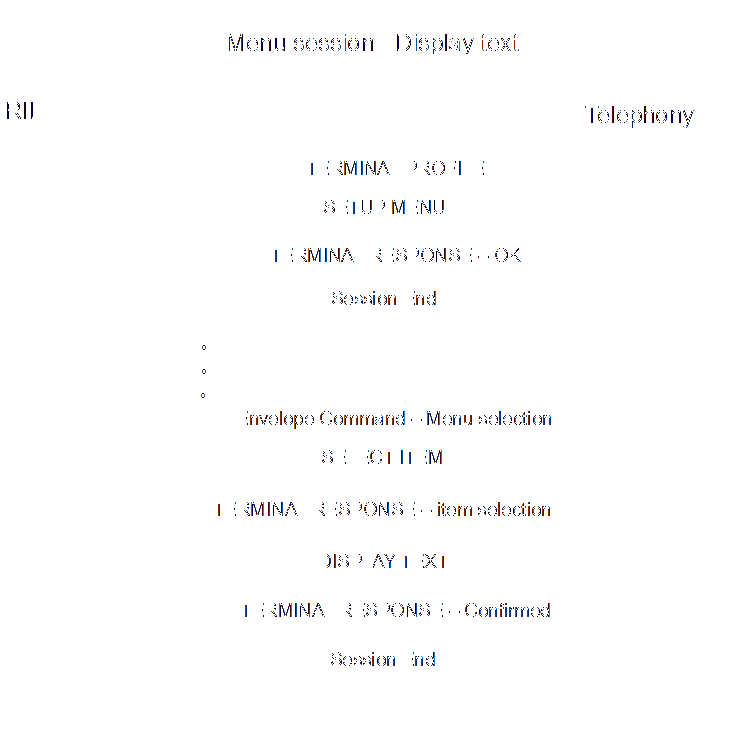 Menu session – Display text
RIL
Telephony
TERMINAL PROFILE
SETUP MENU
TERMINAL RESPONSE - OK
Session End
Envelope Command - Menu selection
SELECT ITEM
TERMINAL RESPONSE - item selection
DISPLAY TEXT
TERMINAL RESPONSE - Confirmed
Session End